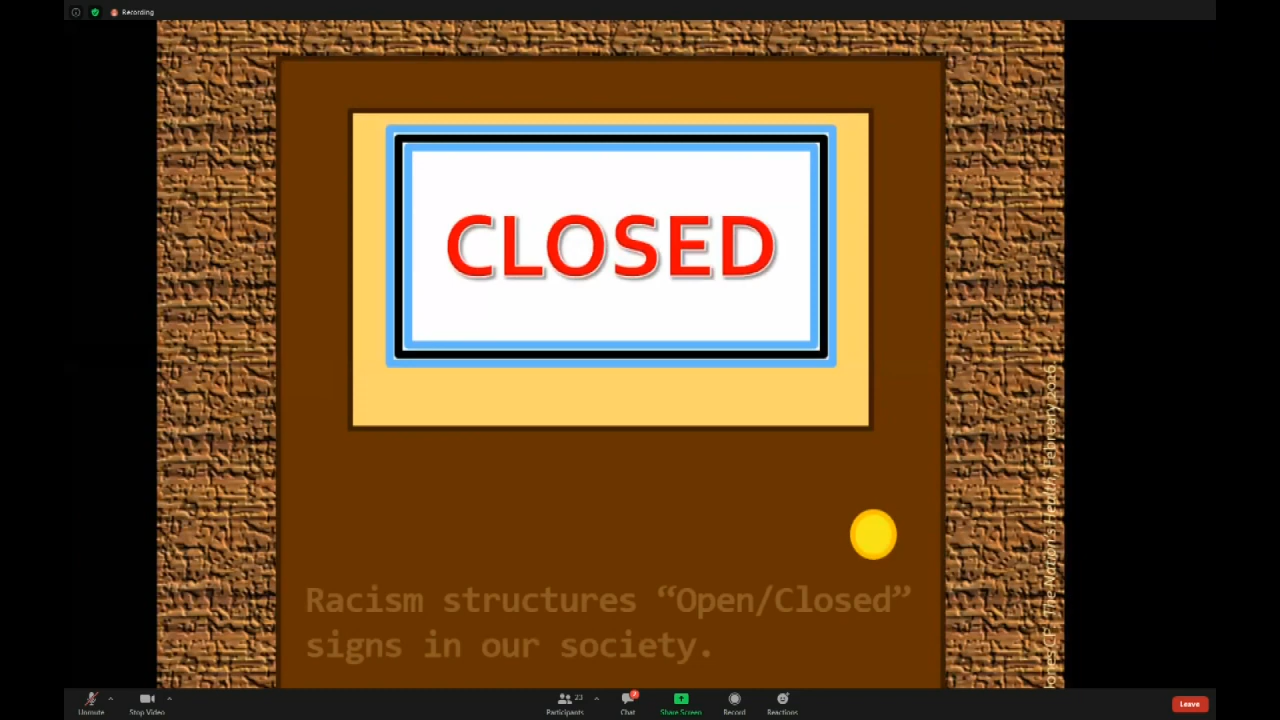 Recording
CLOSED
Racism structures “Open/Closed”
signs in our society.
Jones CP. The Nation's Health, February 2016
Unmute
Stop Video
Participants
23
Chat
2
Share Screen
Record
Reactions
Leave